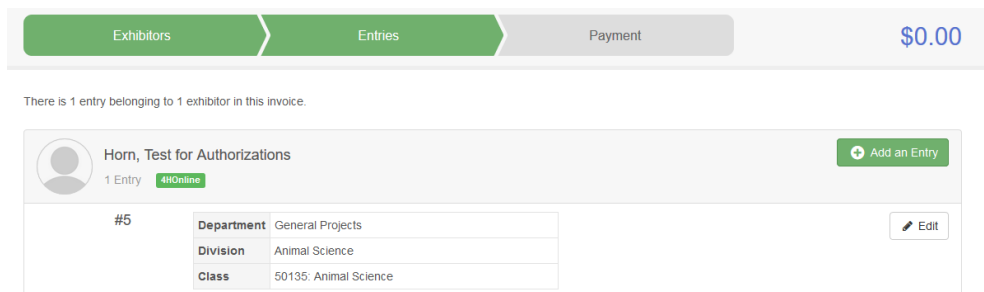 Exhibitors
Entries
Payment
$0.00
There is 1 entry belonging to 1 exhibitor in this invoice.
Horn, Test for Authorizations
Add an Entry
1 Entry 4HOnline
#5
Department General Projects
Edit
Division Animal Science
Class 50135: Animal Science